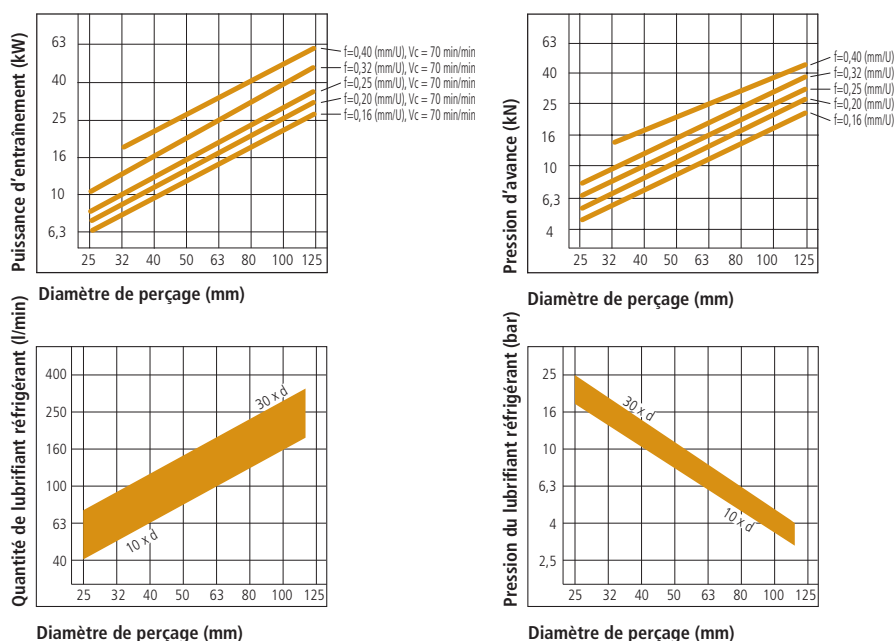 Puissance d'entraînement (kW)
63
40
25
16
10
6,3
25 32 40 50 63 80 100 125
f=0,40 (mm/U), Vc = 70 min/min
f=0,32 (mm/U), Vc = 70 min/min
f=0,25 (mm/U), Vc = 70 min/min
f=0,20 (mm/U), Vc = 70 min/min
f=0,16 (mm/U), Vc = 70 min/min
Diamètre de perçage (mm)
Pression d'avance (kN)
63
40
25
16
10
6,3
4
25 32 40 50 63 80 100 125
f=0,40 (mm/U)
f=0,32 (mm/U)
f=0,25 (mm/U)
f=0,20 (mm/U)
f=0,16 (mm/U)
Diamètre de perçage (mm)
Quantité de lubrifiant réfrigérant (l/min)
400
250
160
100
63
40
30 x d
10 x d
25 32 40 50 63 80 100 125
Diamètre de perçage (mm)
Pression du lubrifiant réfrigérant (bar)
25
16
10
6,3
4
2,5
30 x d
10 x d
25 32 40 50 63 80 100 125
Diamètre de perçage (mm)